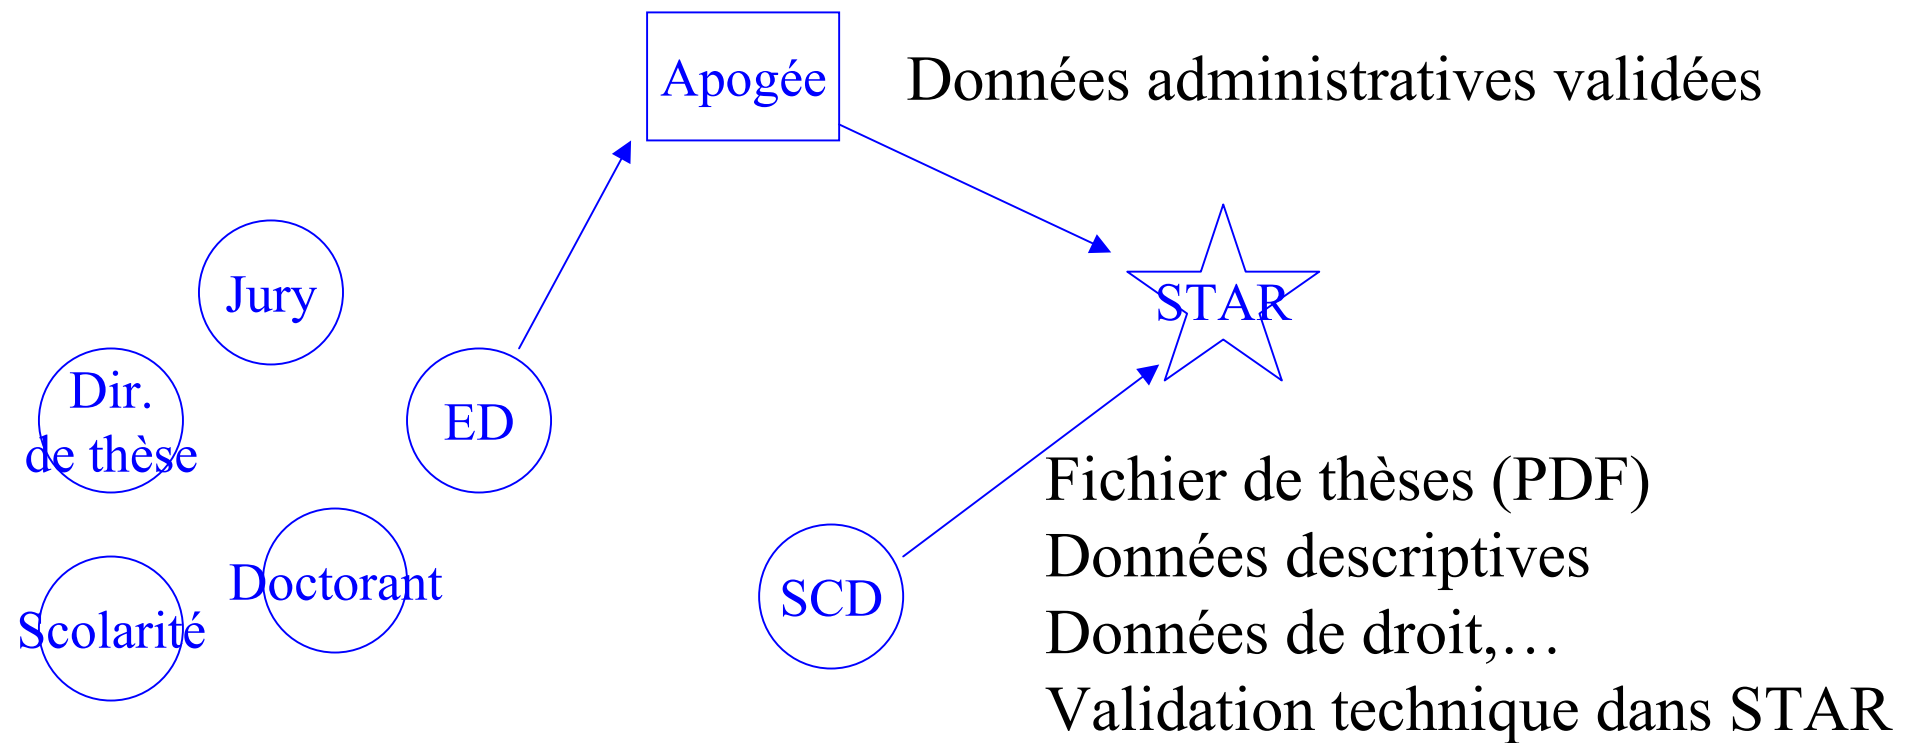 Apogée
Données administratives validées
Jury
STAR
Dir.
de thèse
ED
Fichier de thèses (PDF)
Données descriptives
Doctorant
SCD
Scolarité
Données de droit,…
Validation technique dans STAR